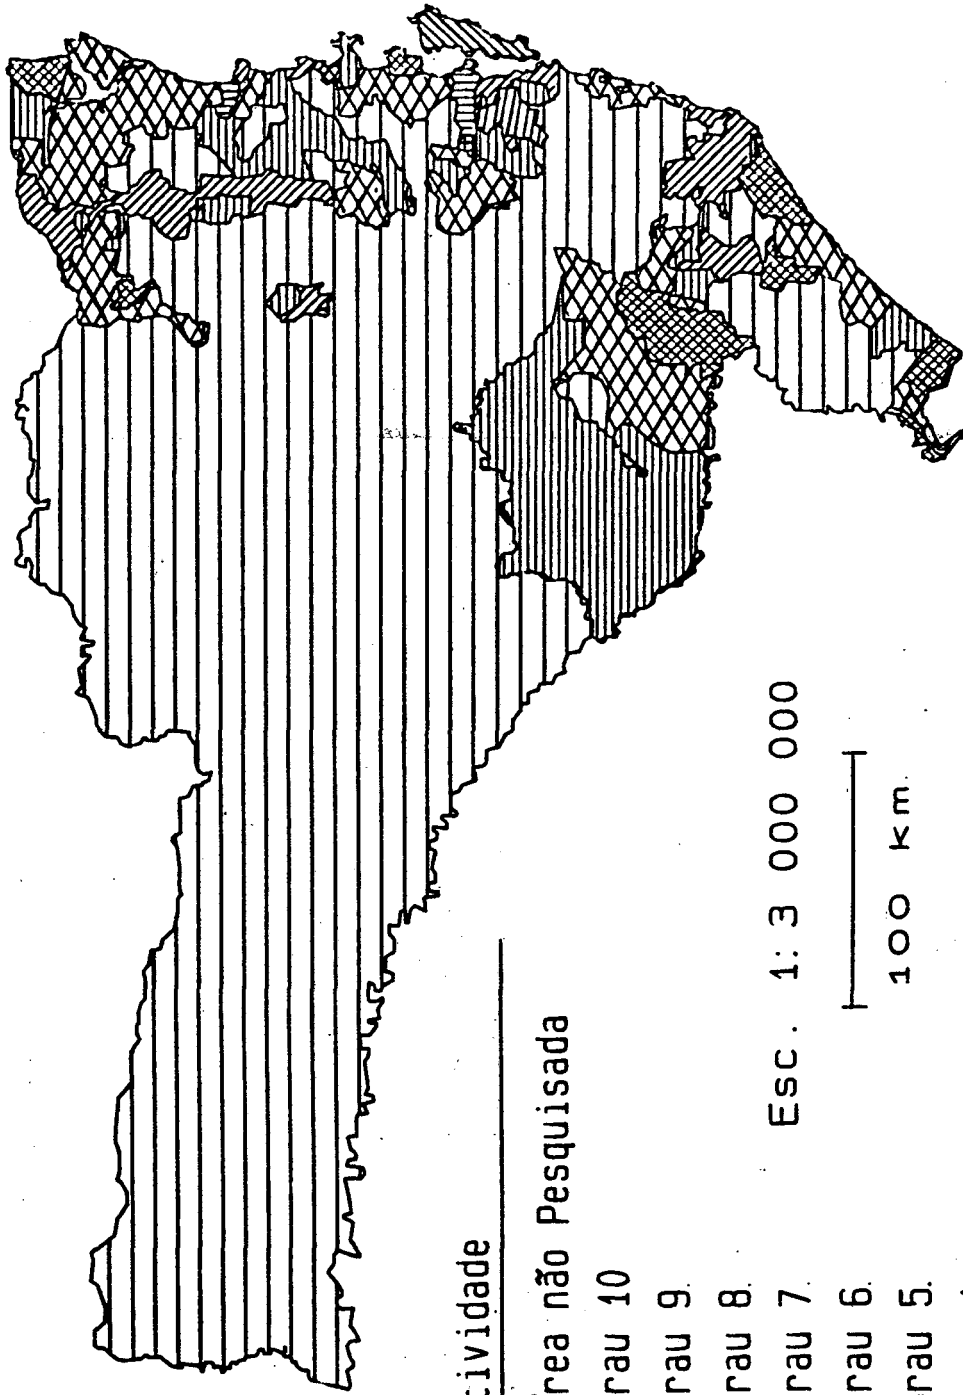 cividade
rea não Pesquisada
rau 10
rau 9.
rau 8.
rau 7.
rau 6.
rau 5.
Esc. 1: 3 000 000
100 km.